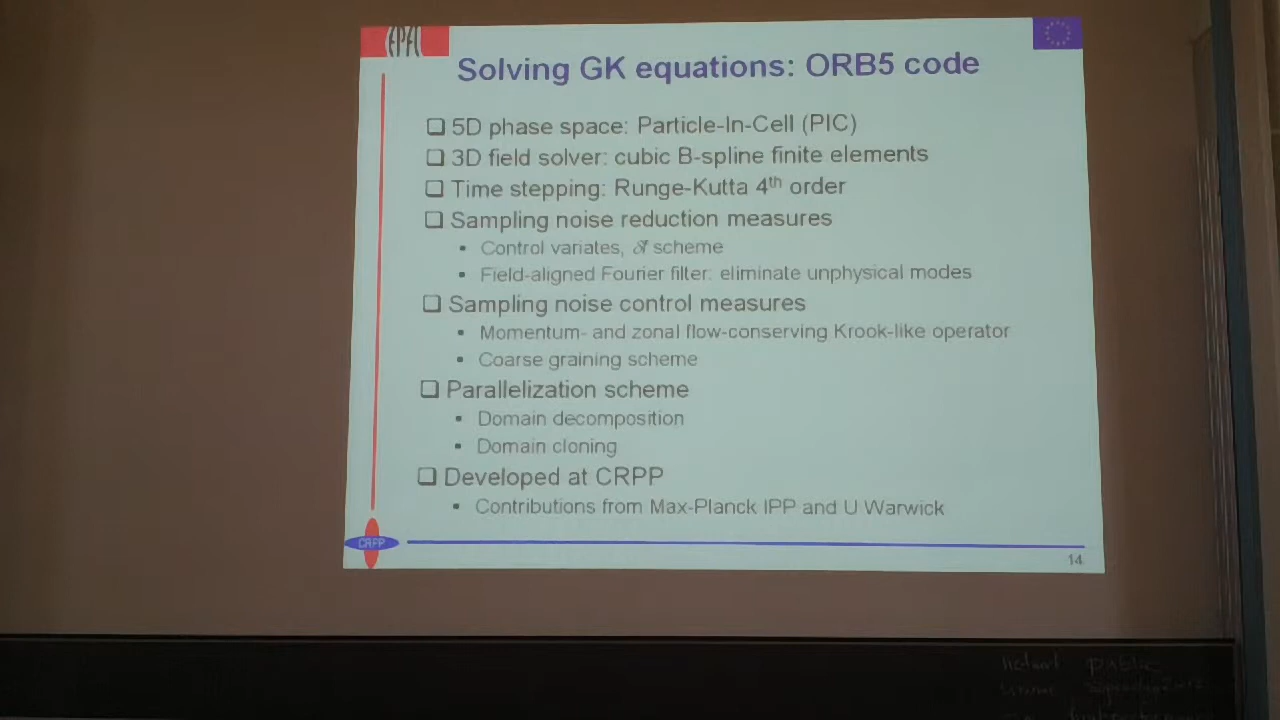 EPFL
Solving GK equations: ORB5 code
❑ 5D phase space: Particle-In-Cell (PIC)
❑ 3D field solver: cubic B-spline finite elements
❑ Time stepping: Runge-Kutta 4th order
❑ Sampling noise reduction measures
▪ Control variates, δf scheme
▪ Field-aligned Fourier filter: eliminate unphysical modes
❑ Sampling noise control measures
▪ Momentum- and zonal flow-conserving Krook-like operator
▪ Coarse graining scheme
❑ Parallelization scheme
▪ Domain decomposition
▪ Domain cloning
❑ Developed at CRPP
▪ Contributions from Max-Planck IPP and U Warwick
CRPP
14
public